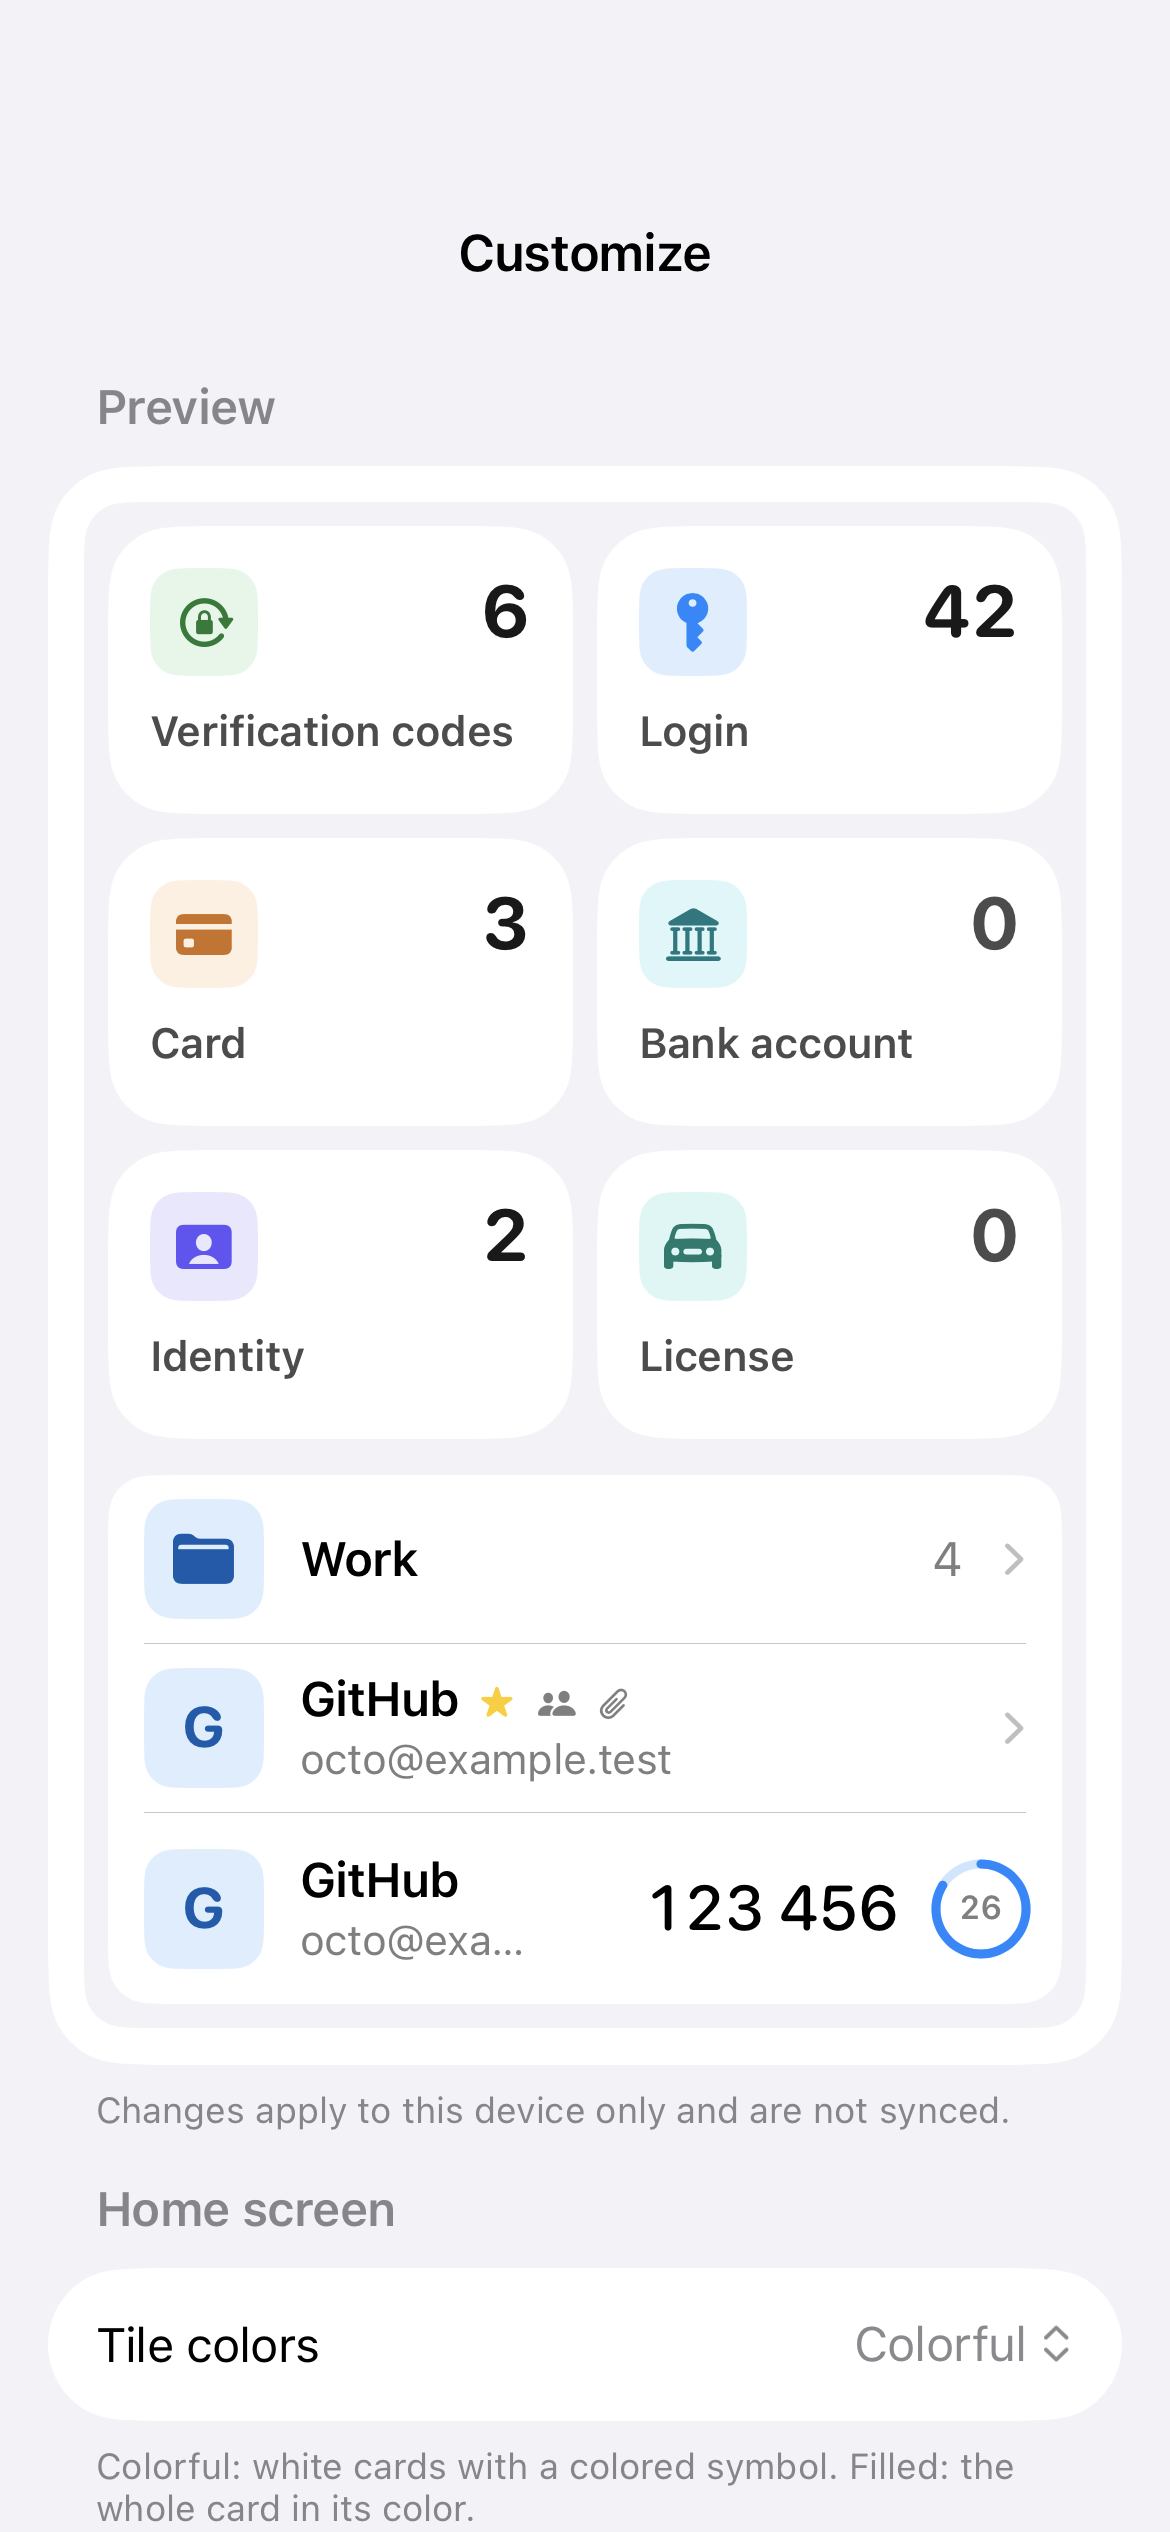 Customize
Preview
6
Verification codes
42
Login
3
Card
0
Bank account
2
Identity
0
License
Work 4
G
GitHub
octo@example.test
G
GitHub
octo@exa...
123 456
26
Changes apply to this device only and are not synced.
Home screen
Tile colors Colorful
Colorful: white cards with a colored symbol. Filled: the
whole card in its color.